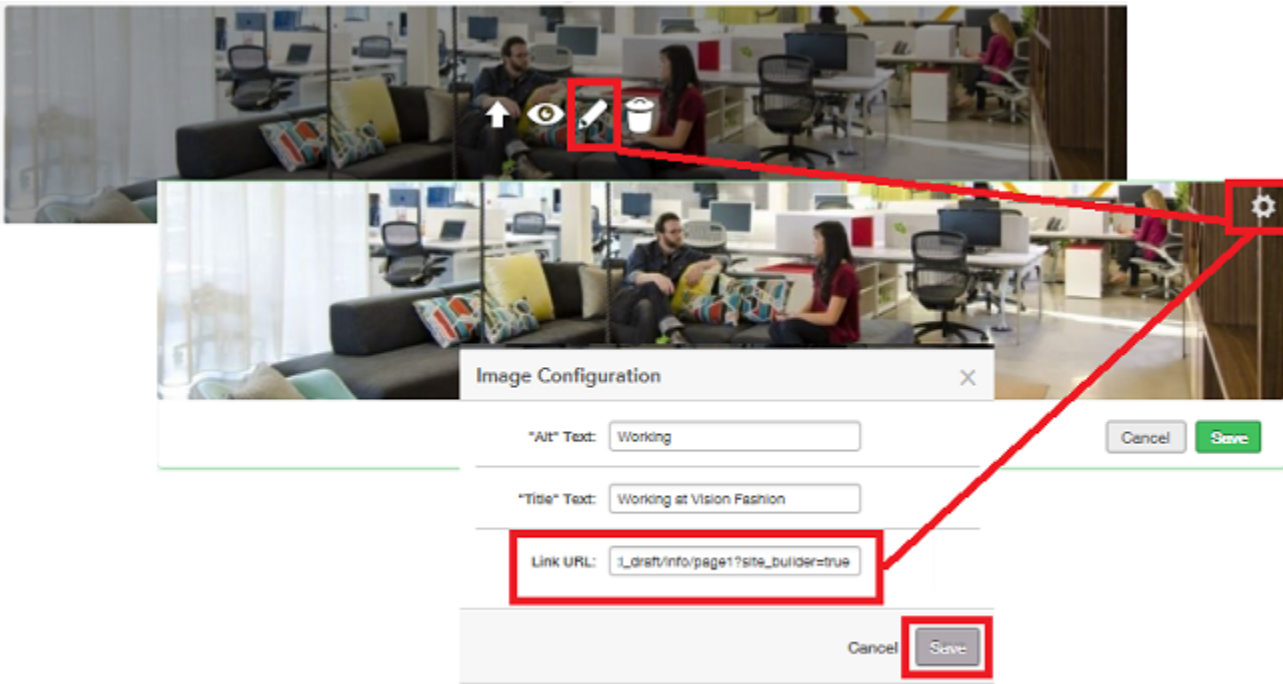 Image Configuration
"Alt" Text: Working
Cancel Save
"Title" Text: Working at Vision Fashion
Link URL: :l_draft/info/page1?site_builder=true
Cancel Save